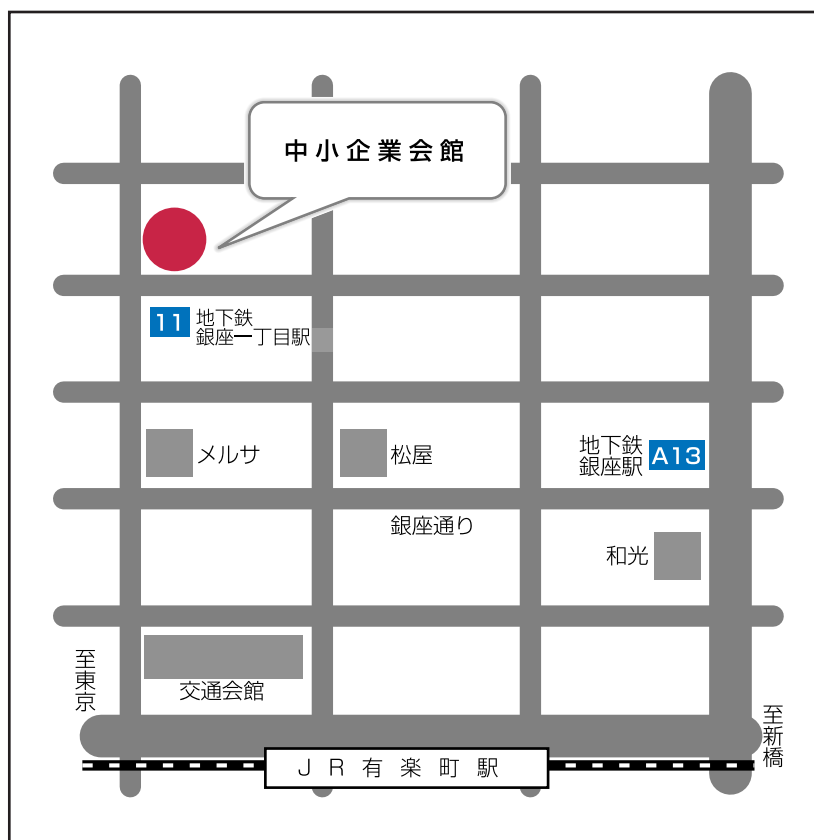 中小企業会館
11
地下鉄
銀座一丁目駅
メルサ
松屋
地下鉄
銀座駅
A13
銀座通り
和光
至東京
交通会館
至新橋
JR有楽町駅